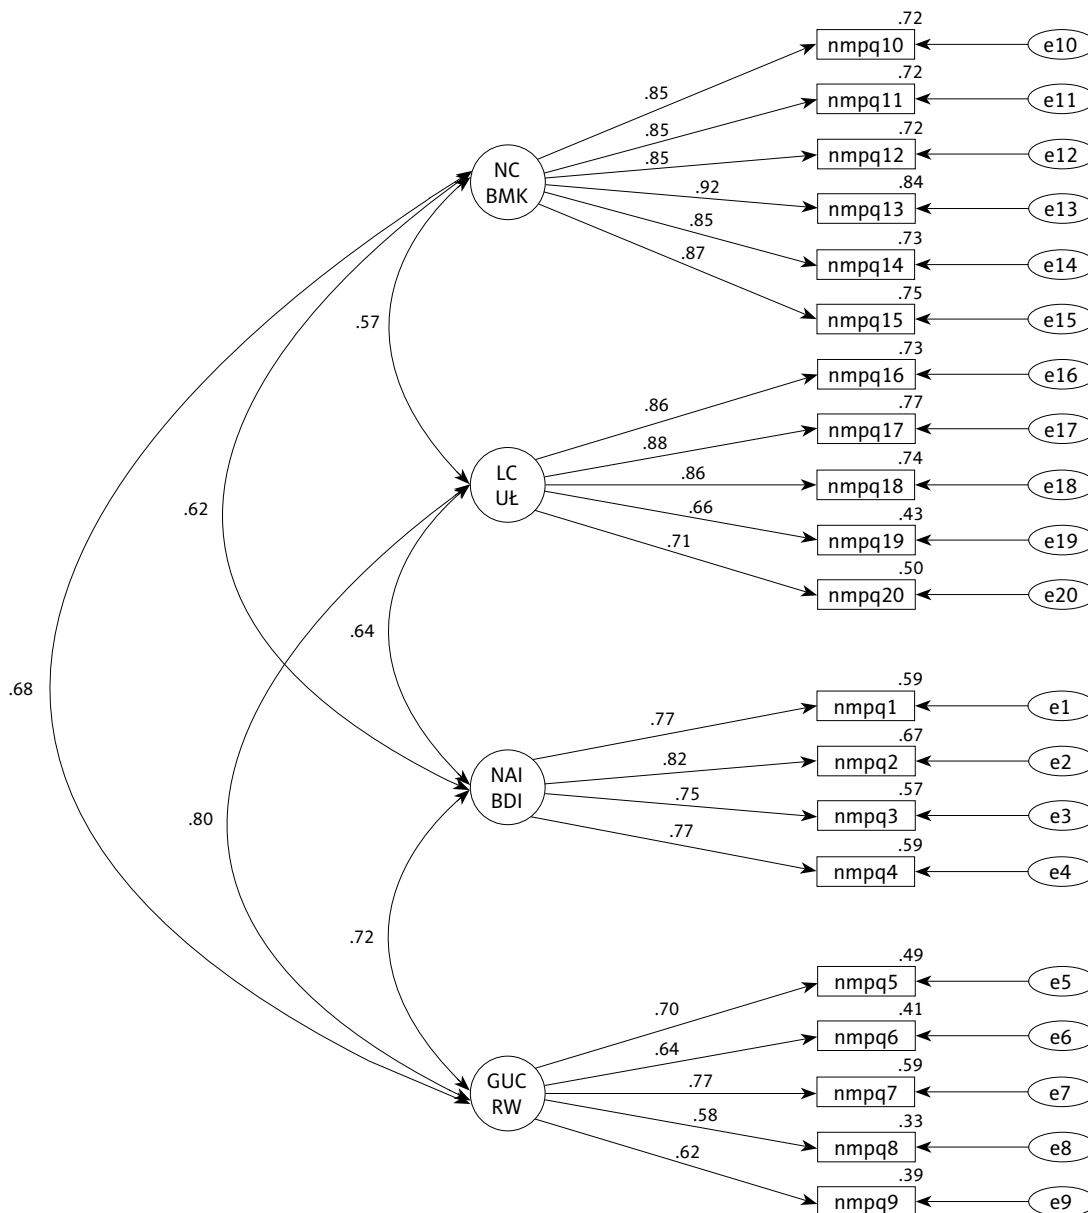 .72
nmpq10 e10
.85
.72
nmpq11 e11
.85
.72
nmpq12 e12
.85
NC
BMK
.92
.84
nmpq13 e13
.85
.73
nmpq14 e14
.87
.75
nmpq15 e15
.57
.73
nmpq16 e16
.86
.77
nmpq17 e17
.88
LC
UŁ
.86
.74
nmpq18 e18
.62
.66
.43
nmpq19 e19
.71
.50
nmpq20 e20
.64
.68
.59
nmpq1 e1
.77
.67
nmpq2 e2
.82
NAI
BDI
.75
.57
nmpq3 e3
.80
.77
.59
nmpq4 e4
.72
.49
nmpq5 e5
.70
.41
nmpq6 e6
.64
GUC
RW
.77
.59
nmpq7 e7
.58
.33
nmpq8 e8
.62
.39
nmpq9 e9